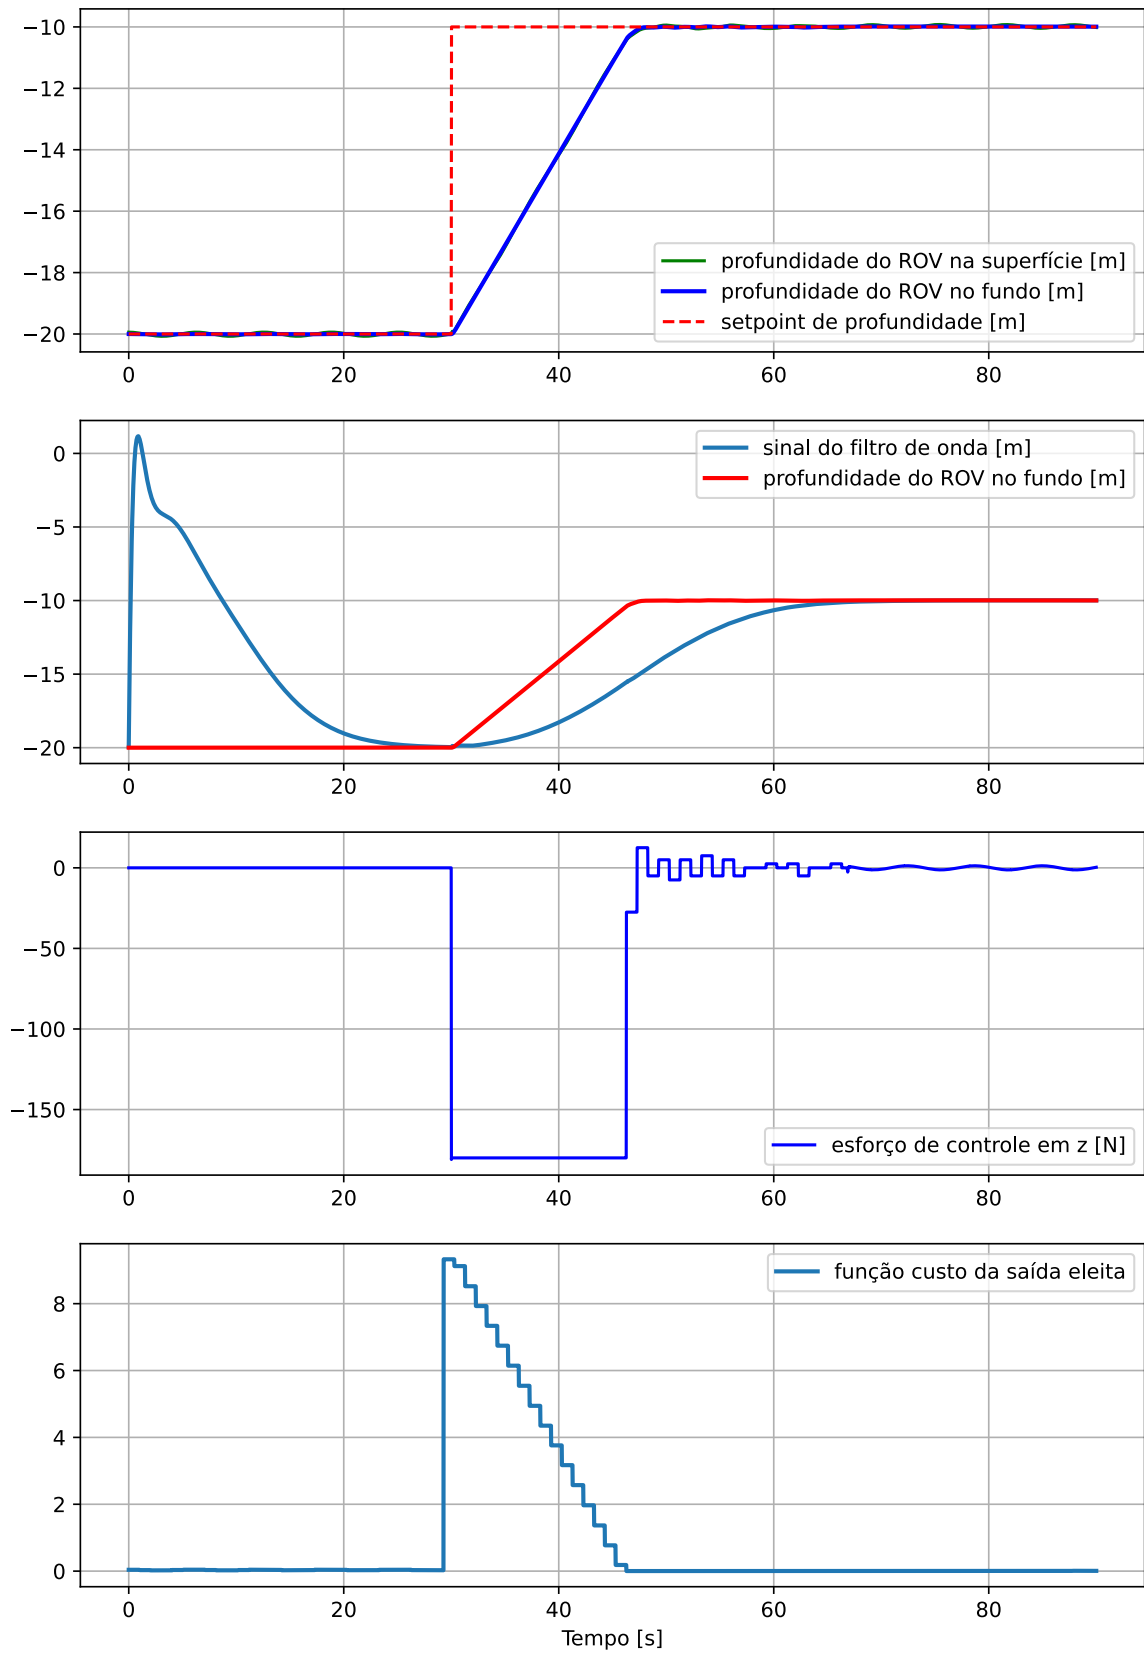 −10
−12
−14
−16
−18
−20
profundidade do ROV na superfície [m]
profundidade do ROV no fundo [m]
setpoint de profundidade [m]
0 20 40 60 80
0
−5
−10
−15
−20
sinal do filtro de onda [m]
profundidade do ROV no fundo [m]
0 20 40 60 80
0
−50
−100
−150
esforço de controle em z [N]
0 20 40 60 80
8
6
4
2
0
função custo da saída eleita
0 20 40 60 80
Tempo [s]